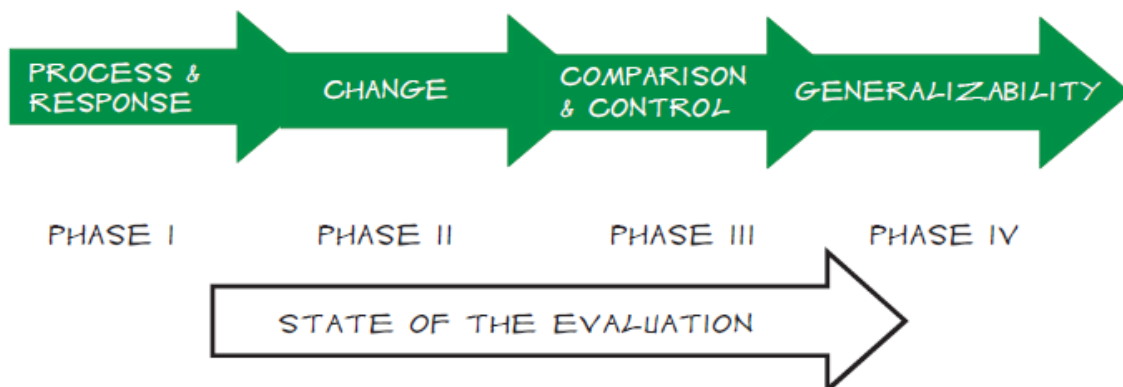 PROCESS &
RESPONSE
CHANGE
COMPARISON
& CONTROL
GENERALIZABILITY
PHASE I
PHASE II
PHASE III
PHASE IV
STATE OF THE EVALUATION